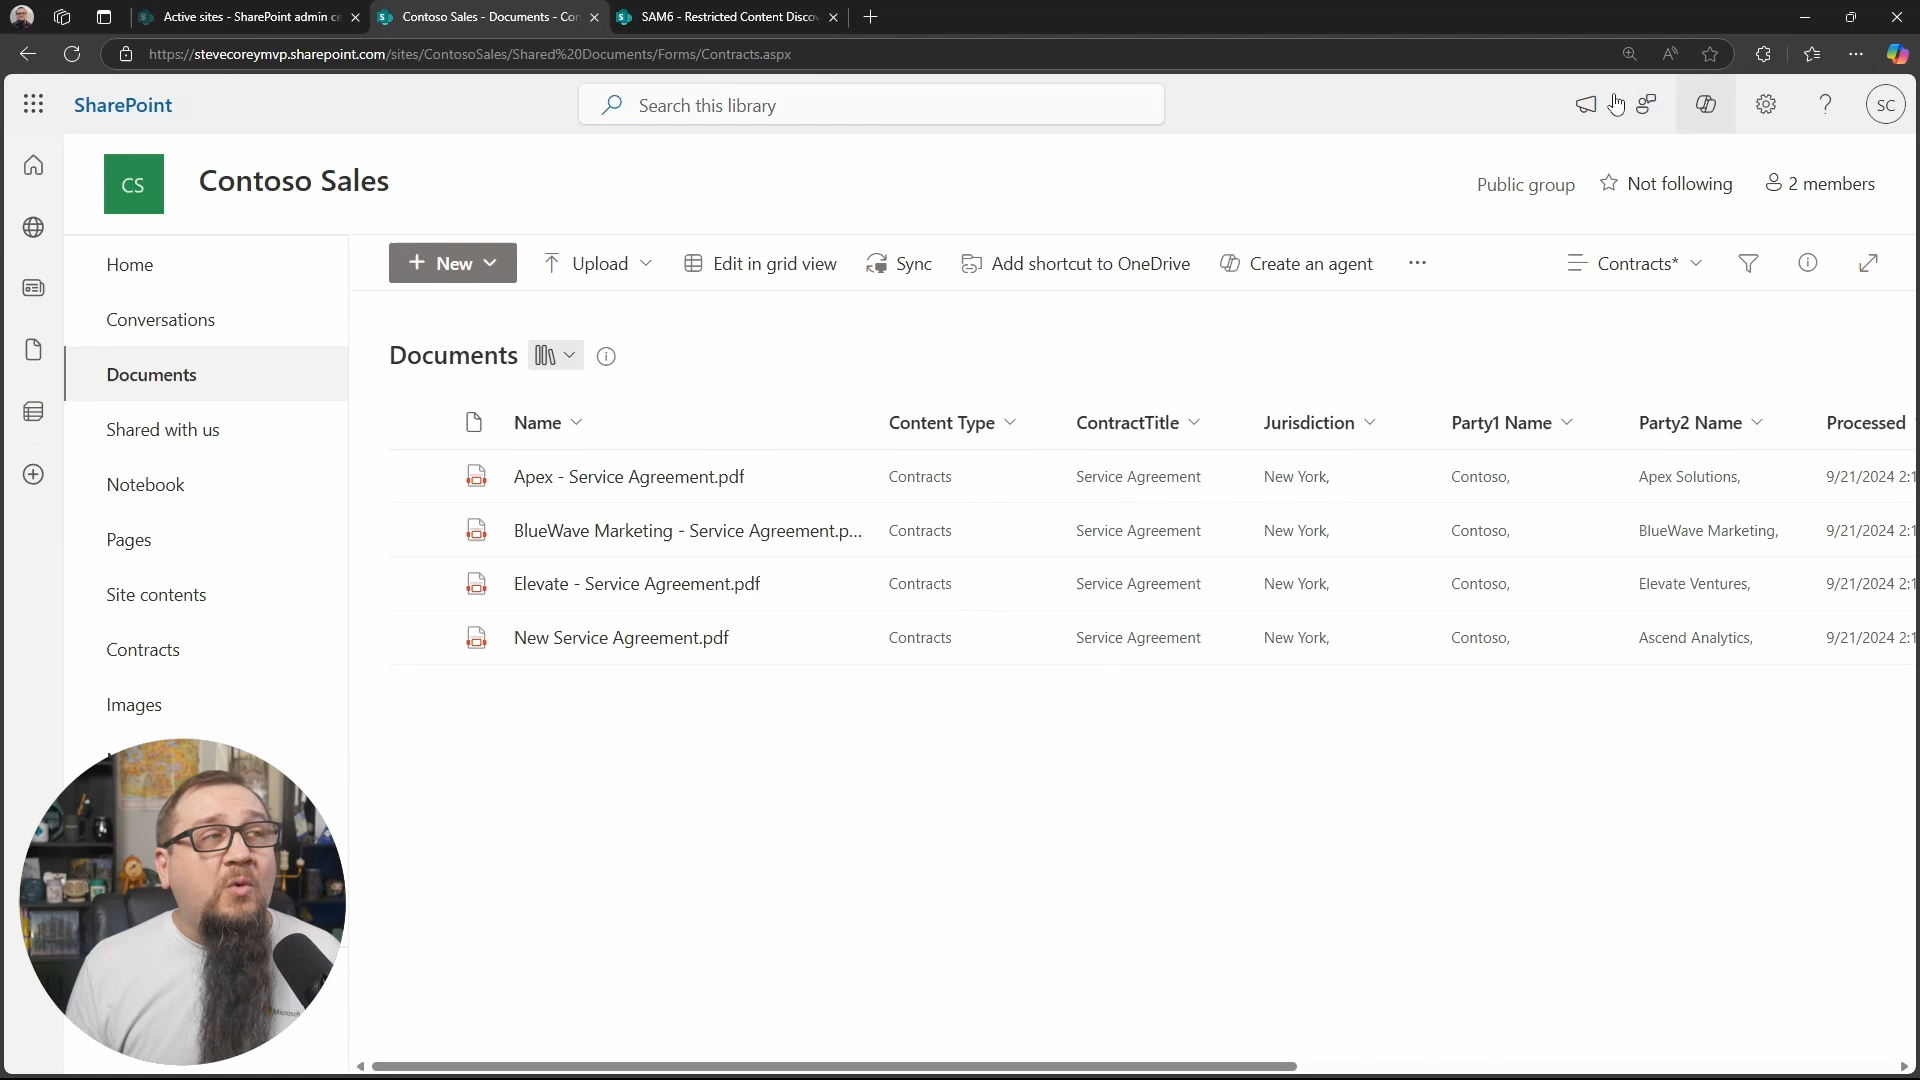 Active sites - SharePoint admin ce
Contoso Sales - Documents - Con
SAM6 - Restricted Content Discov
https://stevecoreymvp.sharepoint.com/sites/ContosoSales/Shared%20Documents/Forms/Contracts.aspx
SharePoint
Search this library
SC
CS
Contoso Sales
Public group
Not following
2 members
New
Upload
Edit in grid view
Sync
Add shortcut to OneDrive
Create an agent
Contracts*
Home
Conversations
Documents
Shared with us
Notebook
Pages
Site contents
Contracts
Images
Documents
Name Content Type ContractTitle Jurisdiction Party1 Name Party2 Name Processed
Apex - Service Agreement.pdf Contracts Service Agreement New York, Contoso, Apex Solutions, 9/21/2024 2:1
BlueWave Marketing - Service Agreement.p... Contracts Service Agreement New York, Contoso, BlueWave Marketing, 9/21/2024 2:1
Elevate - Service Agreement.pdf Contracts Service Agreement New York, Contoso, Elevate Ventures, 9/21/2024 2:1
New Service Agreement.pdf Contracts Service Agreement New York, Contoso, Ascend Analytics, 9/21/2024 2:1
Microsoft